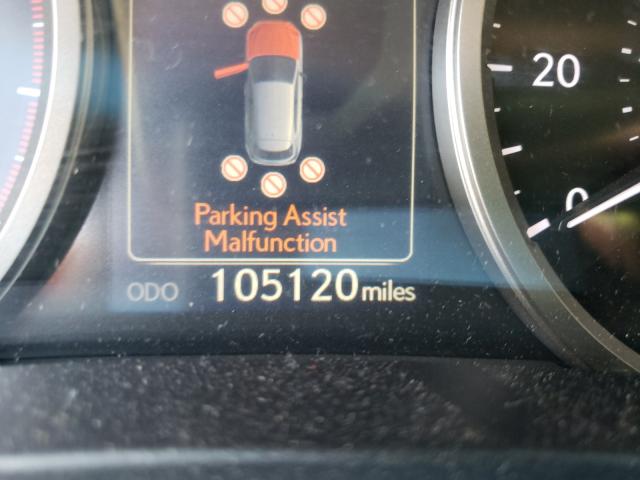 20
0
Parking Assist
Malfunction
ODO 105120 miles